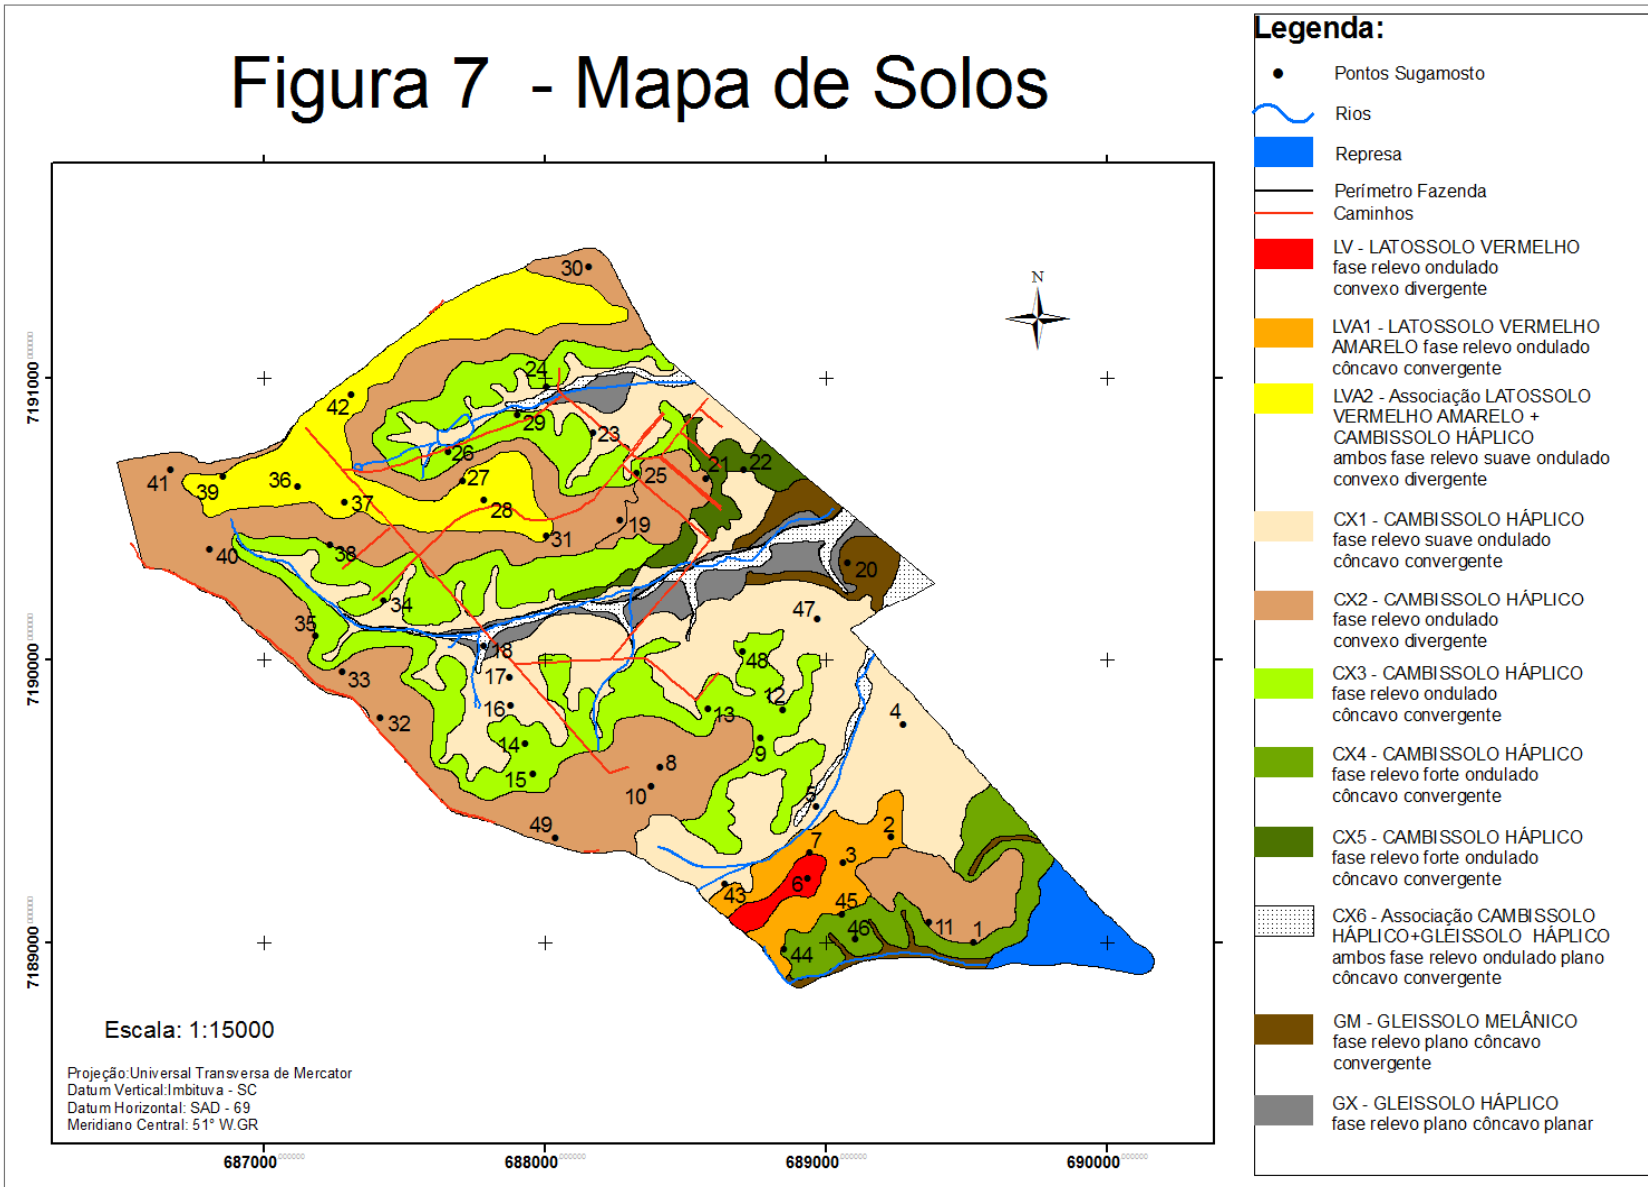 Figura 7 - Mapa de Solos
N
30
24
42
29
23
26
21
22
41
39
36
27
25
37
28
19
31
40
38
20
34
47
35
18
48
33
17
12
16
13
4
32
14
9
15
8
10
5
49
2
7
3
6
43
45
11
1
46
44
7191000
7190000
7189000
687000
688000
689000
690000
Escala: 1:15000
Projeção:Universal Transversa de Mercator
Datum Vertical:Imbituva - SC
Datum Horizontal: SAD - 69
Meridiano Central: 51° W.GR
Legenda:
Pontos Sugamosto
Rios
Represa
Perímetro Fazenda
Caminhos
LV - LATOSSOLO VERMELHO
fase relevo ondulado
convexo divergente
LVA1 - LATOSSOLO VERMELHO
AMARELO fase relevo ondulado
côncavo convergente
LVA2 - Associação LATOSSOLO
VERMELHO AMARELO +
CAMBISSOLO HÁPLICO
ambos fase relevo suave ondulado
convexo divergente
CX1 - CAMBISSOLO HÁPLICO
fase relevo suave ondulado
côncavo convergente
CX2 - CAMBISSOLO HÁPLICO
fase relevo ondulado
convexo divergente
CX3 - CAMBISSOLO HÁPLICO
fase relevo ondulado
côncavo convergente
CX4 - CAMBISSOLO HÁPLICO
fase relevo forte ondulado
côncavo convergente
CX5 - CAMBISSOLO HÁPLICO
fase relevo forte ondulado
côncavo convergente
CX6 - Associação CAMBISSOLO
HÁPLICO+GLEISSOLO HÁPLICO
ambos fase relevo ondulado plano
côncavo convergente
GM - GLEISSOLO MELÂNICO
fase relevo plano côncavo
convergente
GX - GLEISSOLO HÁPLICO
fase relevo plano côncavo planar